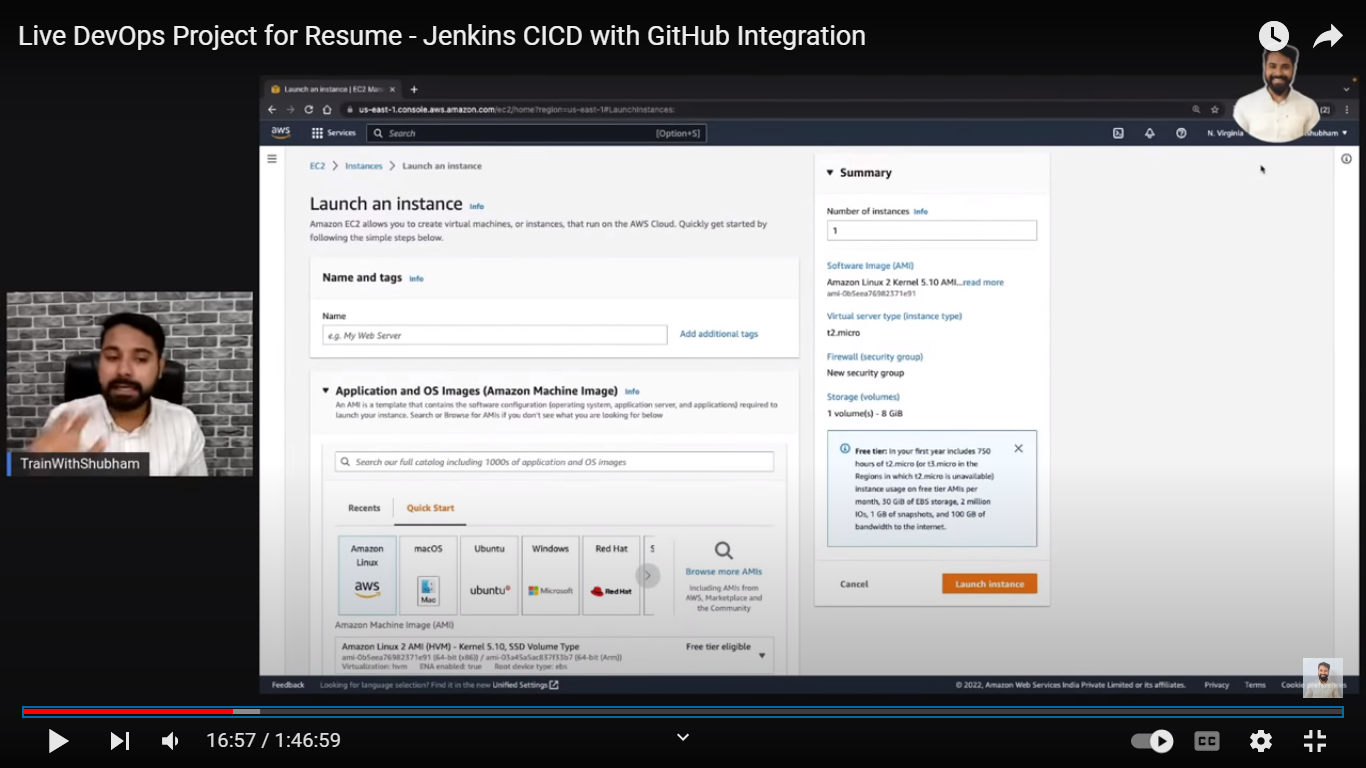 Live DevOps Project for Resume - Jenkins CICD with GitHub Integration
Launch an instance | EC2 Man
us-east-1.console.aws.amazon.com/ec2/home?region=us-east-1#LaunchInstances:
(2)
aws
Services
Search
[Option+S]
N. Virginia
shubham
EC2 > Instances > Launch an instance
Launch an instance Info
Amazon EC2 allows you to create virtual machines, or instances, that run on the AWS Cloud. Quickly get started by
following the simple steps below.
Name and tags Info
Name
e.g. My Web Server
Add additional tags
Application and OS Images (Amazon Machine Image) Info
An AMI is a template that contains the software configuration (operating system, application server, and applications) required to
launch your instance. Search or Browse for AMIs if you don't see what you are looking for below
Search our full catalog including 1000s of application and OS images
Recents
Quick Start
Amazon
Linux
aws
macOS
Mac
Ubuntu
ubuntu
Windows
Microsoft
Red Hat
RedHat
S
Browse more AMIs
Including AMIs from
AWS, Marketplace and
the Community
Amazon Machine Image (AMI)
Amazon Linux 2 AMI (HVM) - Kernel 5.10, SSD Volume Type
Free tier eligible
ami-0b5eea76982371e91 (64-bit (x86)) / ami-03a45a5ac837f33b7 (64-bit (Arm))
Virtualization: hvm ENA enabled: true Root device type: ebs
Summary
Number of instances Info
1
Software Image (AMI)
Amazon Linux 2 Kernel 5.10 AMI...read more
ami-0b5eea76982371e91
Virtual server type (instance type)
t2.micro
Firewall (security group)
New security group
Storage (volumes)
1 volume(s) - 8 GiB
Free tier: In your first year includes 750
hours of t2.micro (or t3.micro in the
Regions in which t2.micro is unavailable)
instance usage on free tier AMIs per
month, 30 GiB of EBS storage, 2 million
IOs, 1 GB of snapshots, and 100 GB of
bandwidth to the internet.
Cancel
Launch instance
TrainWithShubham
Feedback
Looking for language selection? Find it in the new Unified Settings
© 2022, Amazon Web Services India Private Limited or its affiliates.
Privacy
Terms
Cookie preferences
16:57 / 1:46:59
CC